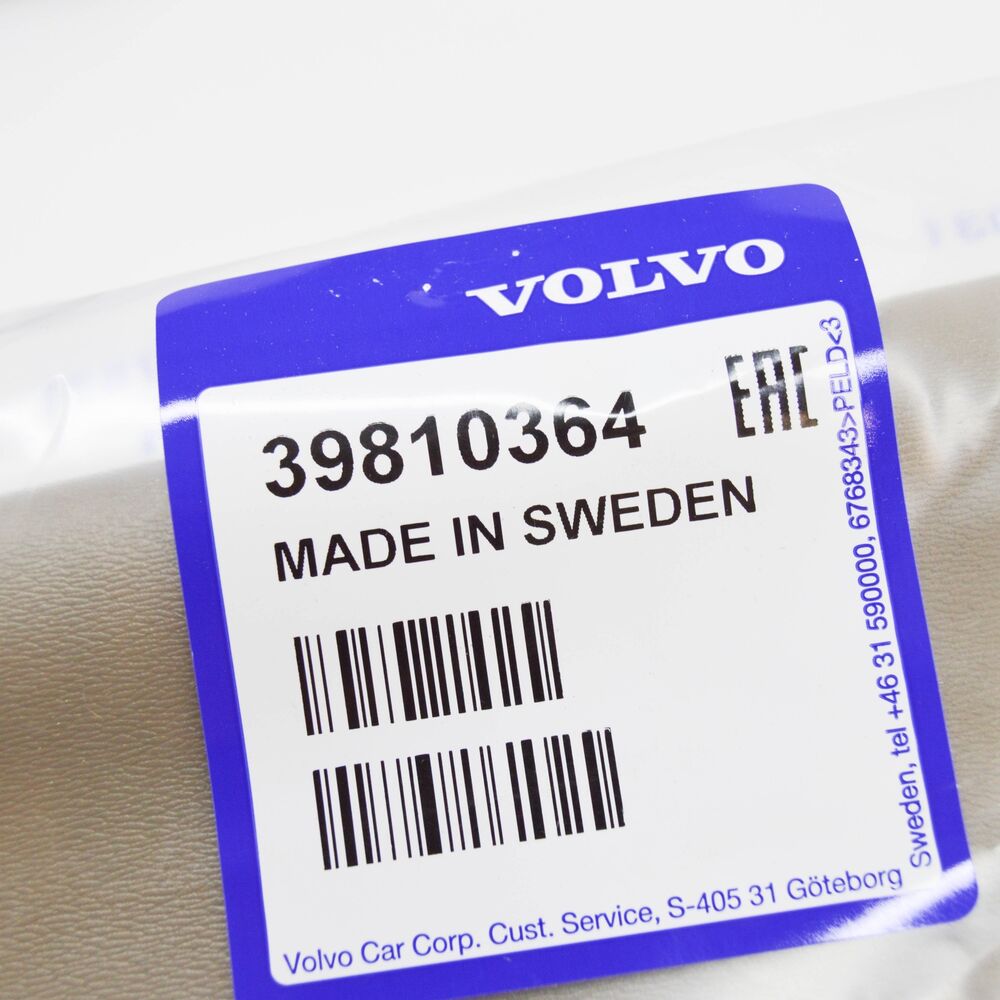 VOLVO
39810364
EAC
MADE IN SWEDEN
Volvo Car Corp. Cust. Service, S-405 31 Göteborg
Sweden, tel +46 31 590000, 6768343>PELD<3